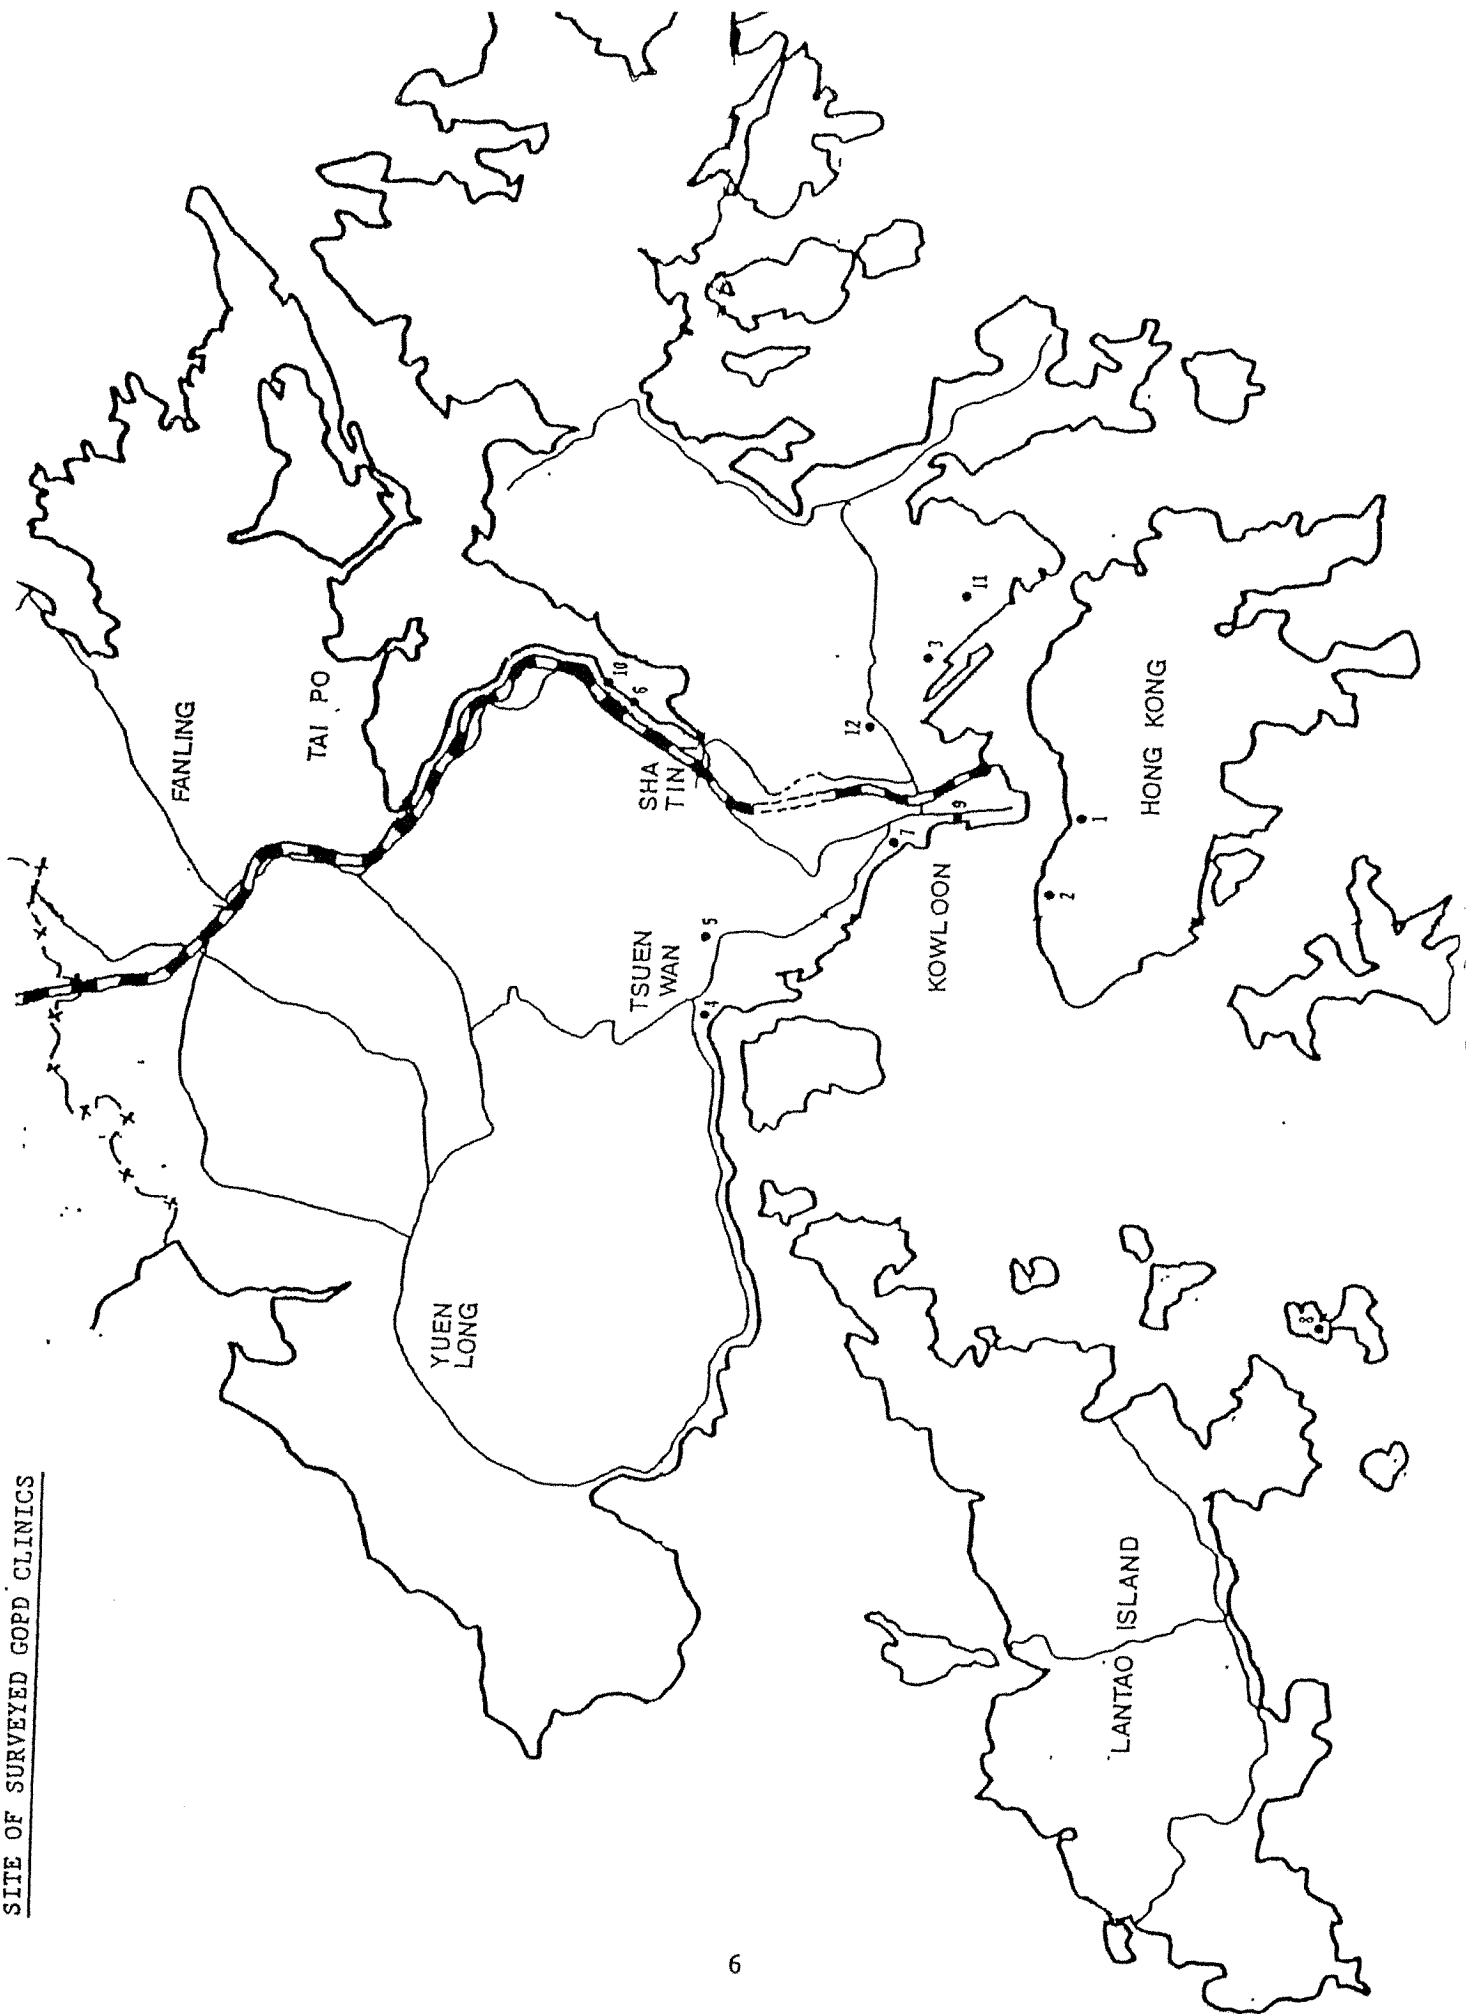 SITE OF SURVEYED GOPD CLINICS
FANLING
TAI PO
SHA
TIN
10
6
12
3
11
YUEN
LONG
TSUEN
WAN
5
4
7
9
KOWLOON
2
1
HONG KONG
LANTAO ISLAND
8
6